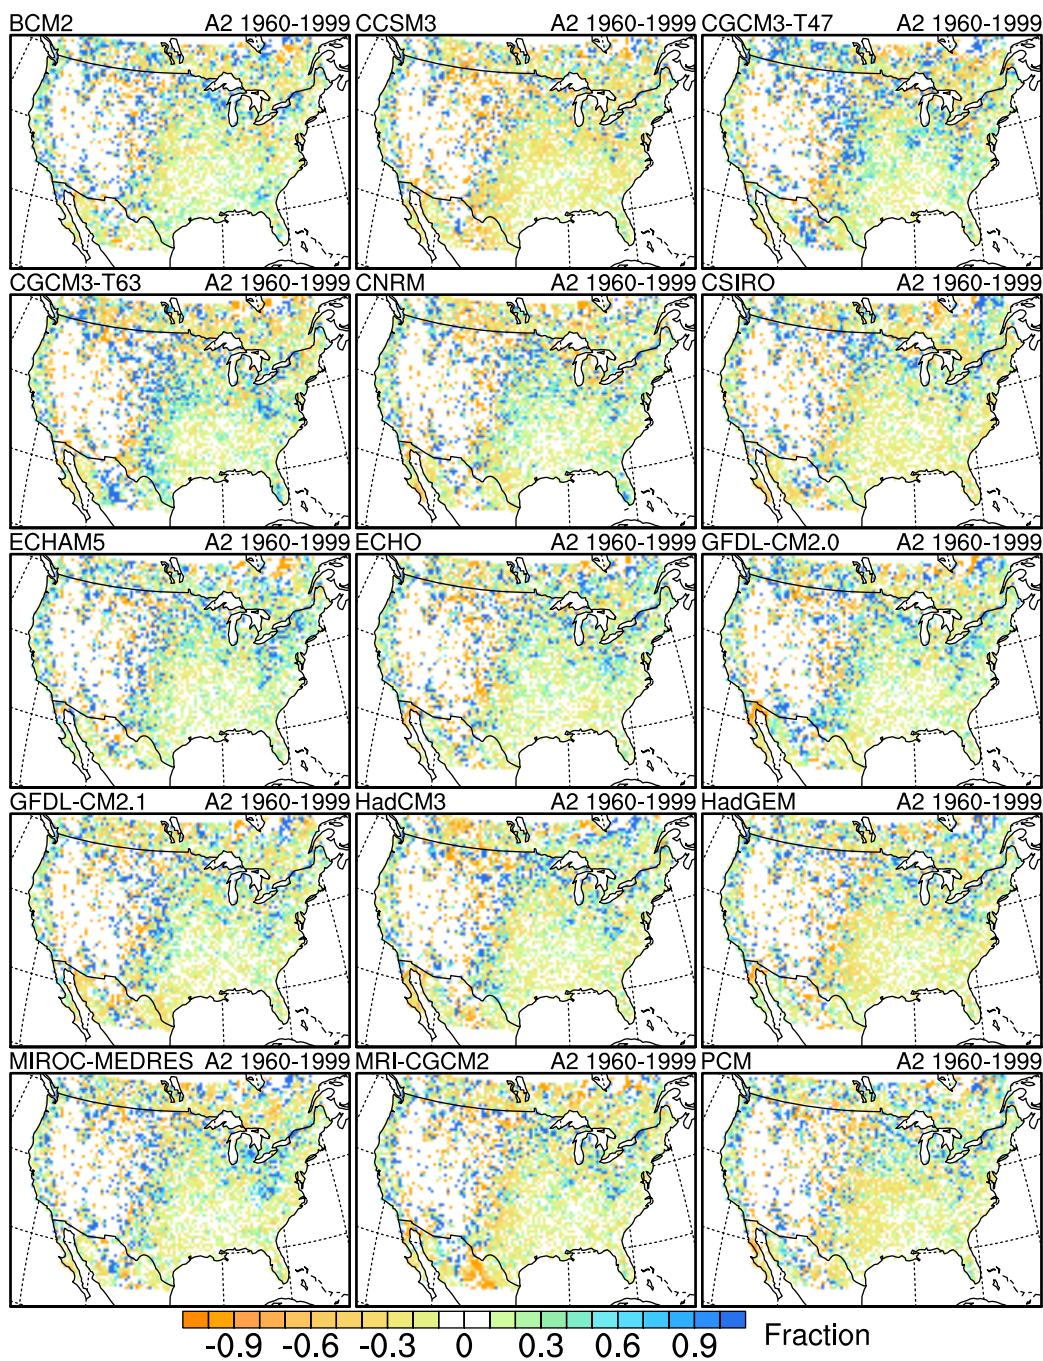 BCM2 A2 1960-1999 CCSM3 A2 1960-1999 CGCM3-T47 A2 1960-1999
CGCM3-T63 A2 1960-1999 CNRM A2 1960-1999 CSIRO A2 1960-1999
ECHAM5 A2 1960-1999 ECHO A2 1960-1999 GFDL-CM2.0 A2 1960-1999
GFDL-CM2.1 A2 1960-1999 HadCM3 A2 1960-1999 HadGEM A2 1960-1999
MIROC-MEDRES A2 1960-1999 MRI-CGCM2 A2 1960-1999 PCM A2 1960-1999
-0.9 -0.6 -0.3 0 0.3 0.6 0.9 Fraction